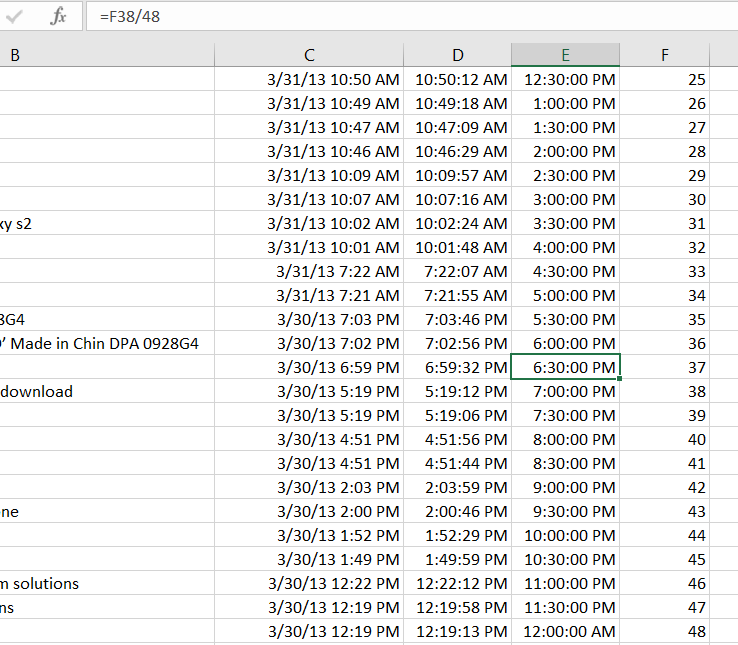 fx =F38/48
B C D E F
3/31/13 10:50 AM 10:50:12 AM 12:30:00 PM 25
3/31/13 10:49 AM 10:49:18 AM 1:00:00 PM 26
3/31/13 10:47 AM 10:47:09 AM 1:30:00 PM 27
3/31/13 10:46 AM 10:46:29 AM 2:00:00 PM 28
3/31/13 10:09 AM 10:09:57 AM 2:30:00 PM 29
3/31/13 10:07 AM 10:07:16 AM 3:00:00 PM 30
xy s2 3/31/13 10:02 AM 10:02:24 AM 3:30:00 PM 31
3/31/13 10:01 AM 10:01:48 AM 4:00:00 PM 32
3/31/13 7:22 AM 7:22:07 AM 4:30:00 PM 33
3/31/13 7:21 AM 7:21:55 AM 5:00:00 PM 34
8G4 3/30/13 7:03 PM 7:03:46 PM 5:30:00 PM 35
' Made in Chin DPA 0928G4 3/30/13 7:02 PM 7:02:56 PM 6:00:00 PM 36
3/30/13 6:59 PM 6:59:32 PM 6:30:00 PM 37
download 3/30/13 5:19 PM 5:19:12 PM 7:00:00 PM 38
3/30/13 5:19 PM 5:19:06 PM 7:30:00 PM 39
3/30/13 4:51 PM 4:51:56 PM 8:00:00 PM 40
3/30/13 4:51 PM 4:51:44 PM 8:30:00 PM 41
3/30/13 2:03 PM 2:03:59 PM 9:00:00 PM 42
ne 3/30/13 2:00 PM 2:00:46 PM 9:30:00 PM 43
3/30/13 1:52 PM 1:52:29 PM 10:00:00 PM 44
3/30/13 1:49 PM 1:49:59 PM 10:30:00 PM 45
m solutions 3/30/13 12:22 PM 12:22:12 PM 11:00:00 PM 46
ns 3/30/13 12:19 PM 12:19:58 PM 11:30:00 PM 47
3/30/13 12:19 PM 12:19:13 PM 12:00:00 AM 48